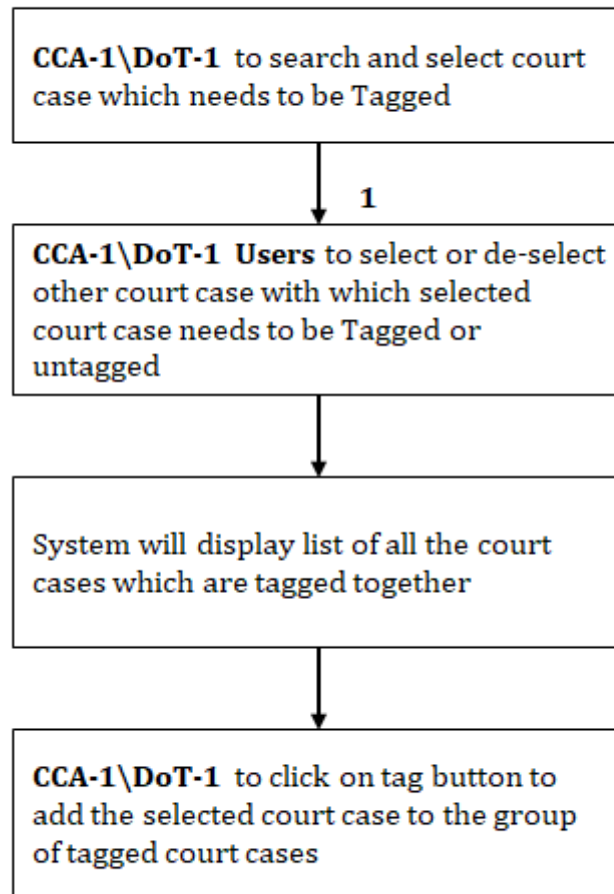 CCA-1\DoT-1 to search and select court
case which needs to be Tagged
1
CCA-1\DoT-1 Users to select or de-select
other court case with which selected
court case needs to be Tagged or
untagged
System will display list of all the court
cases which are tagged together
CCA-1\DoT-1 to click on tag button to
add the selected court case to the group
of tagged court cases